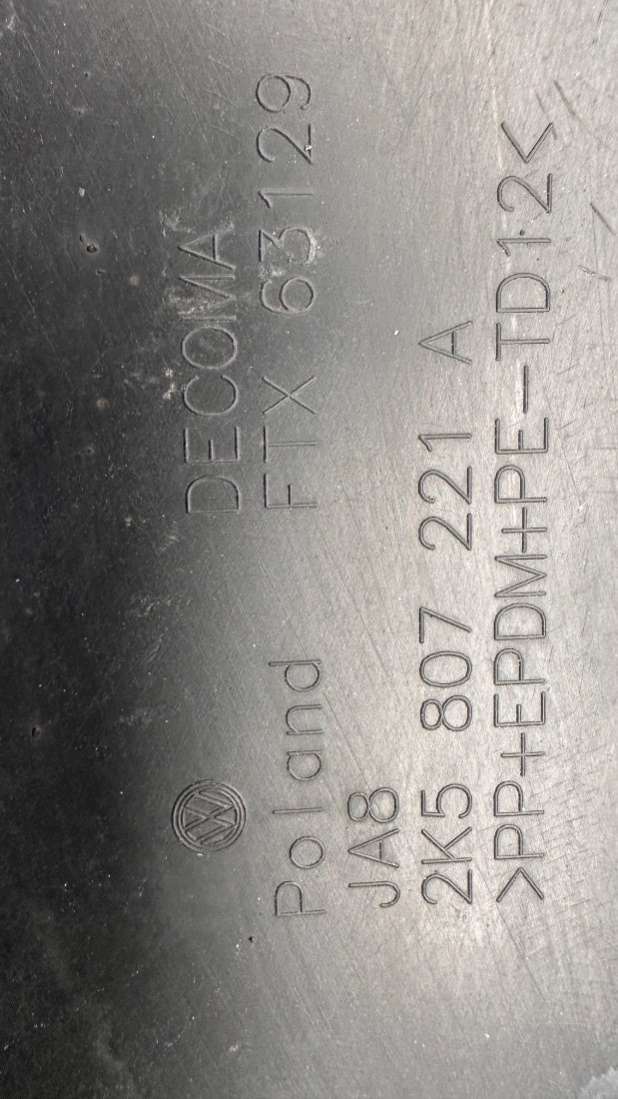 DECOMA
FTX 63129
Poland
JA8
2K5 807 221 A
>PP+EPDM+PE-TD12<